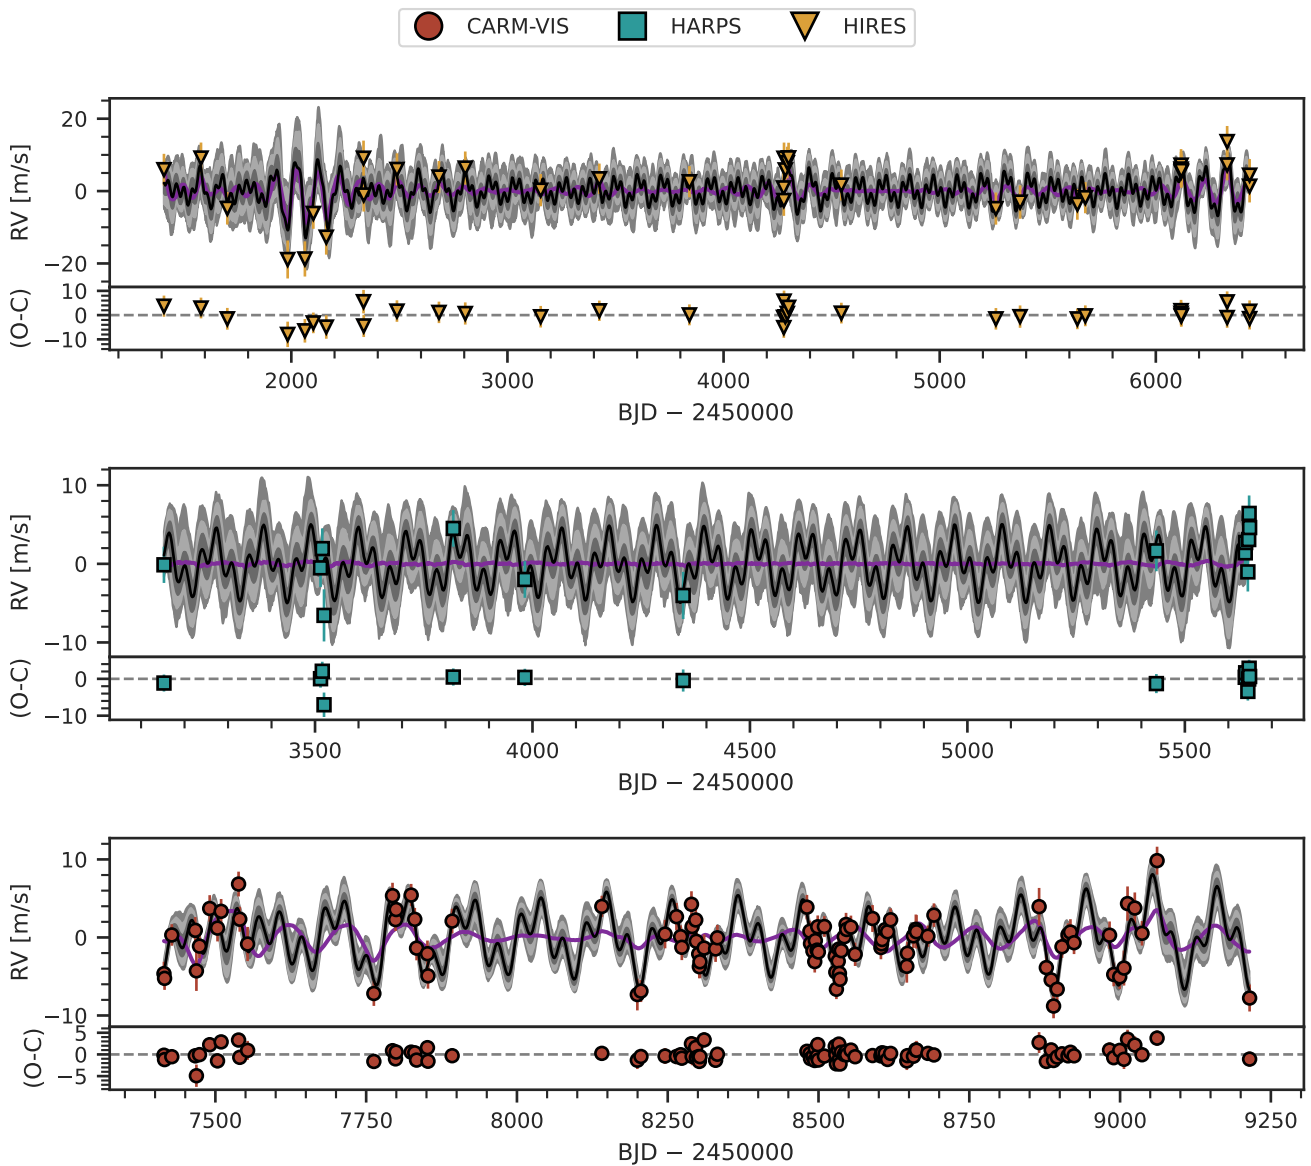 CARM-VIS HARPS HIRES
RV [m/s]
20
0
−20
(O-C)
10
0
−10
2000 3000 4000 5000 6000
BJD − 2450000
RV [m/s]
10
0
−10
(O-C)
0
−10
3500 4000 4500 5000 5500
BJD − 2450000
RV [m/s]
10
0
−10
(O-C)
5
0
−5
7500 7750 8000 8250 8500 8750 9000 9250
BJD − 2450000